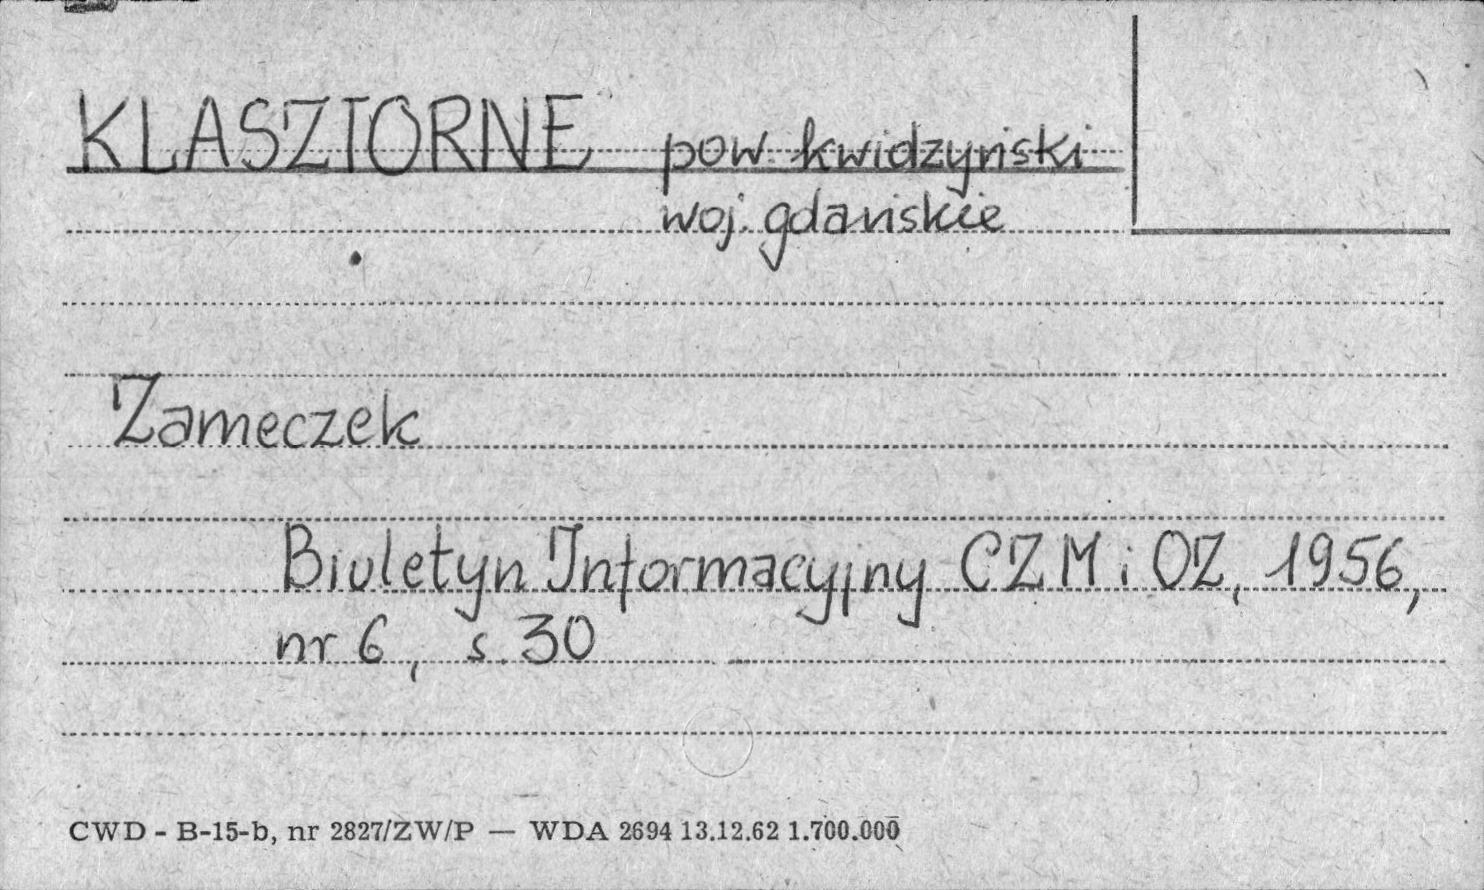 KLASZTORNE pow. kwidzyński
woj. gdańskie
Zameczek
Biuletyn Informacyjny CZM i OZ, 1956,
nr 6, s. 30
CWD - B-15-b, nr 2827/ZW/P — WDA 2694 13.12.62 1.700.000